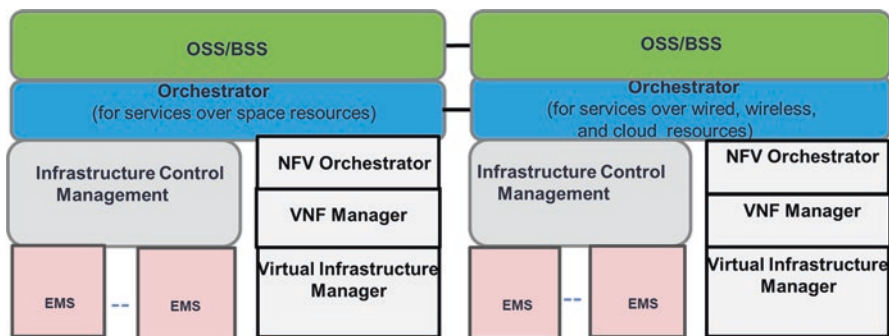 OSS/BSS
Orchestrator
(for services over space resources)
Infrastructure Control
Management
NFV Orchestrator
VNF Manager
Virtual Infrastructure
Manager
EMS
--
EMS
OSS/BSS
Orchestrator
(for services over wired, wireless,
and cloud resources)
Infrastructure Control
Management
NFV Orchestrator
VNF Manager
Virtual Infrastructure
Manager
EMS
--
EMS